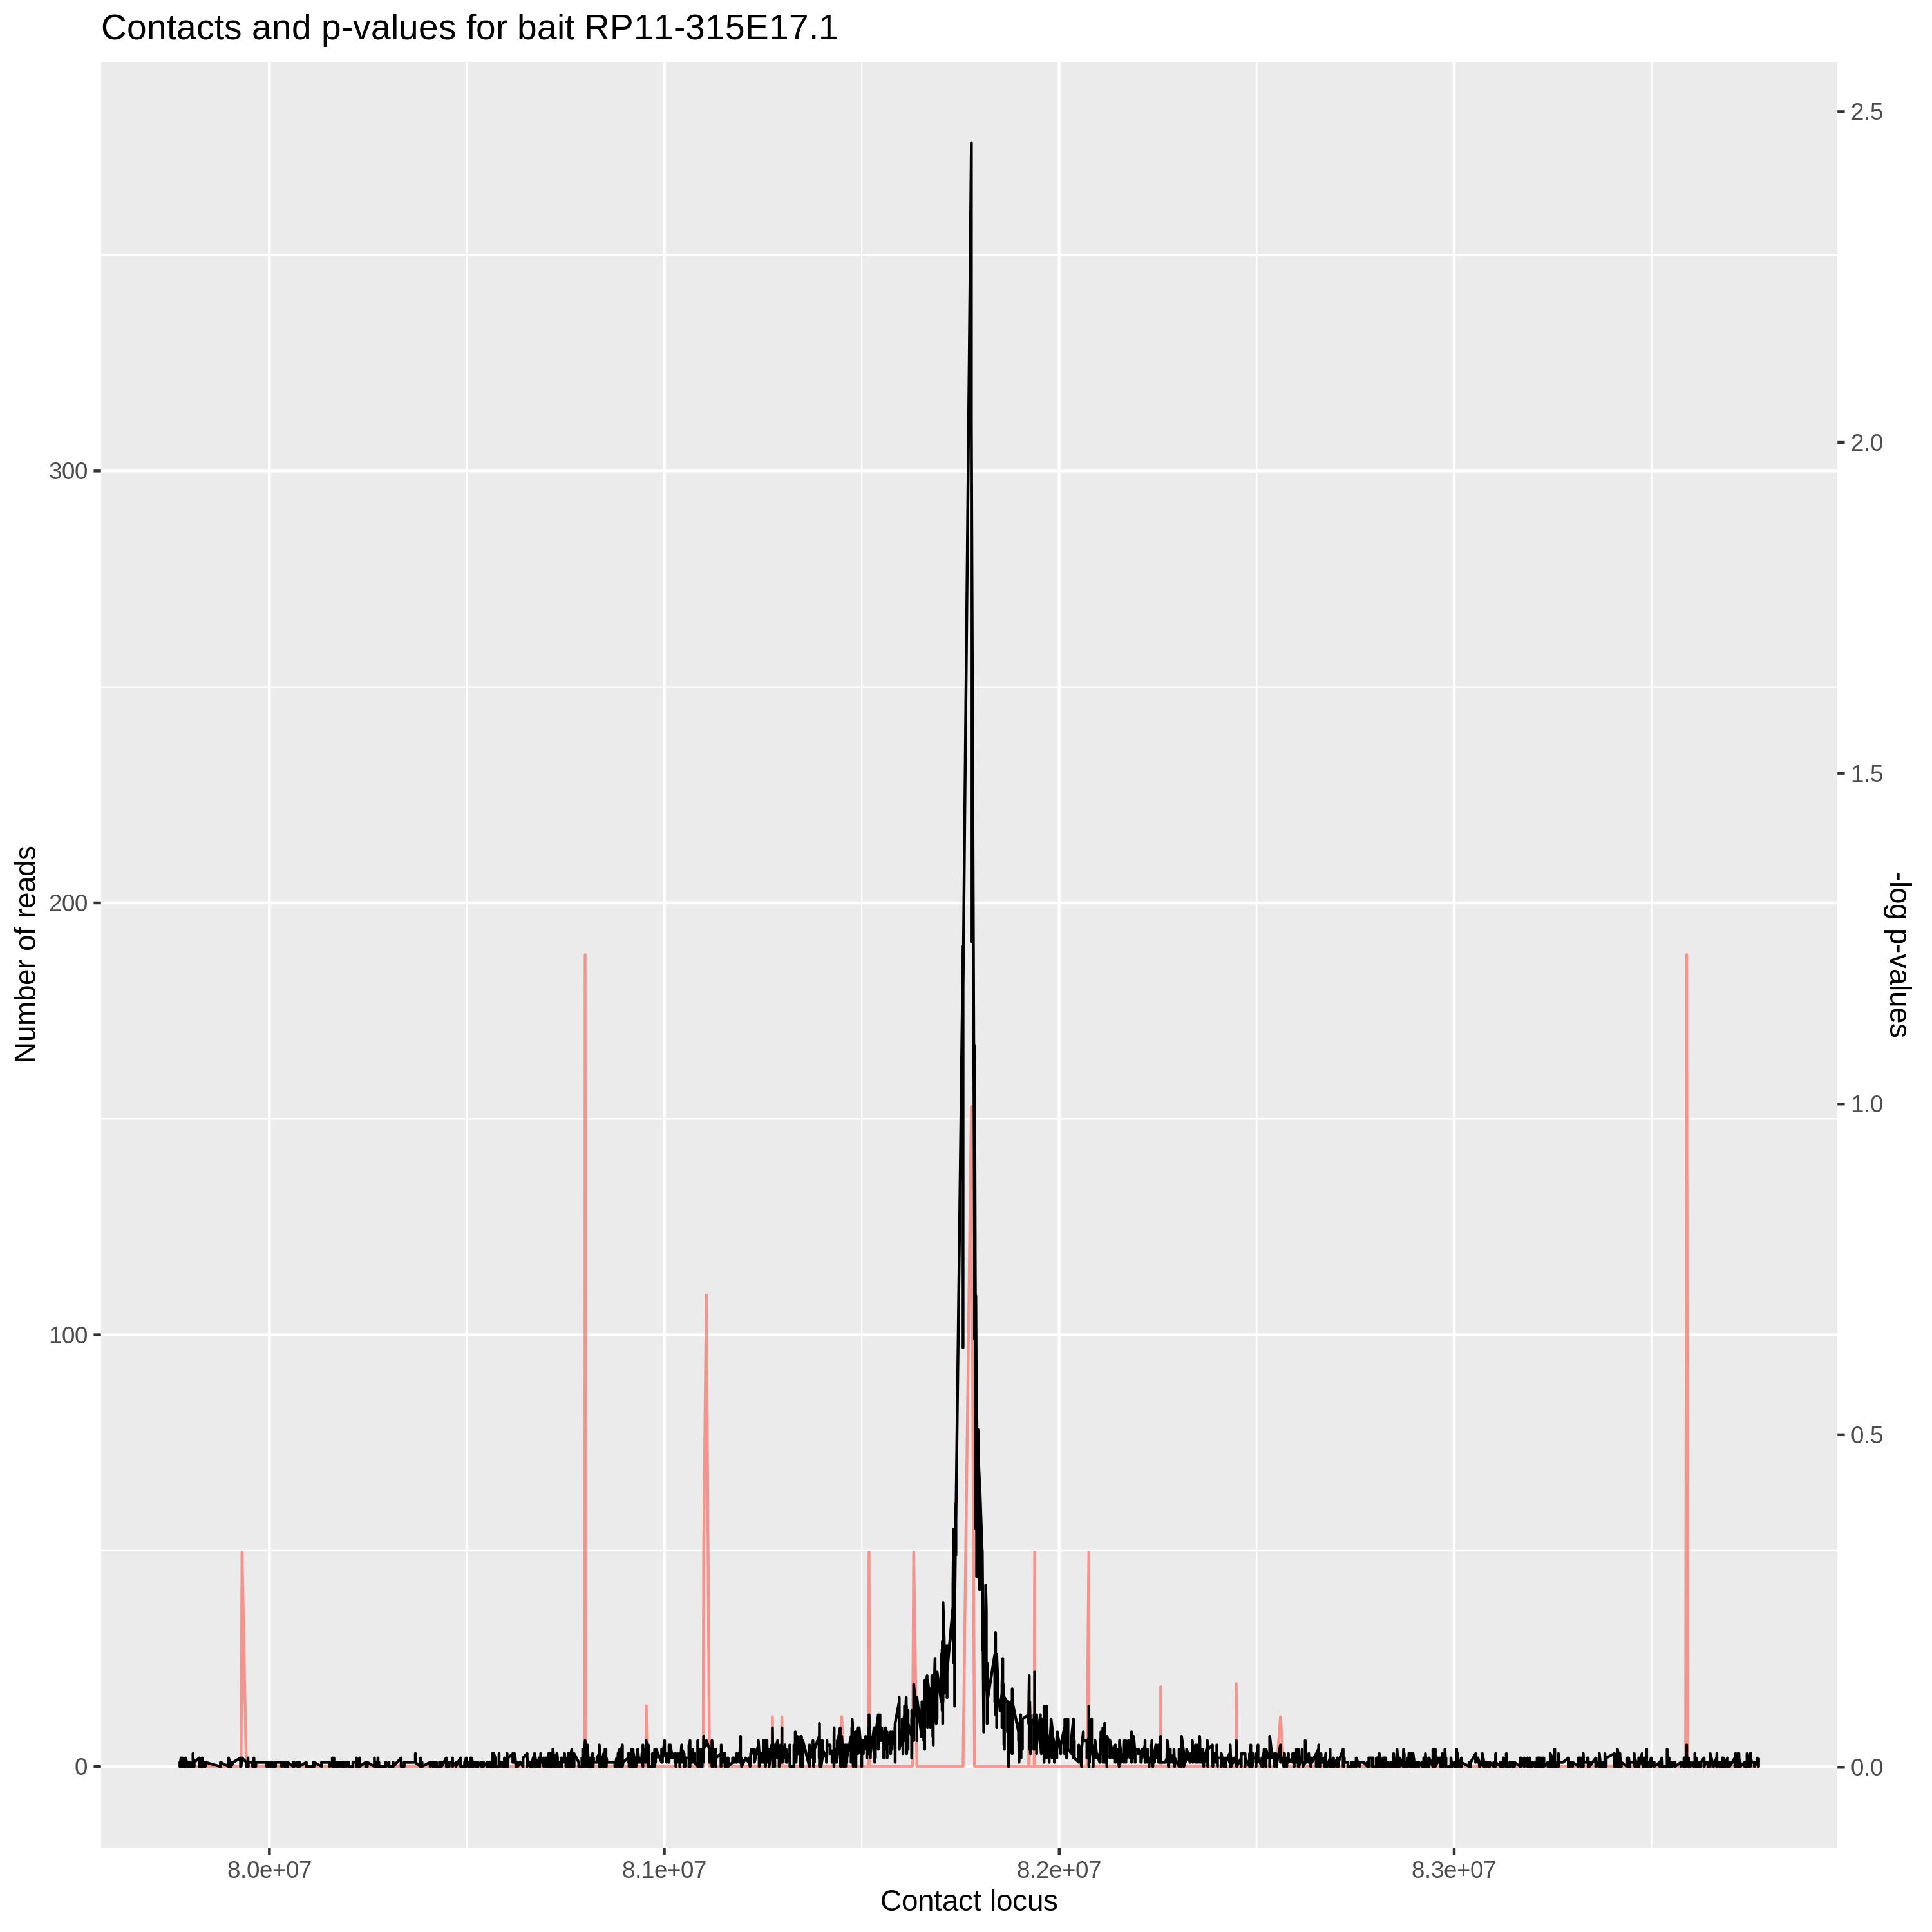 Contacts and p-values for bait RP11-315E17.1
Number of reads
300
200
100
0
2.5
2.0
1.5
1.0
0.5
0.0
-log p-values
8.0e+07 8.1e+07 8.2e+07 8.3e+07
Contact locus